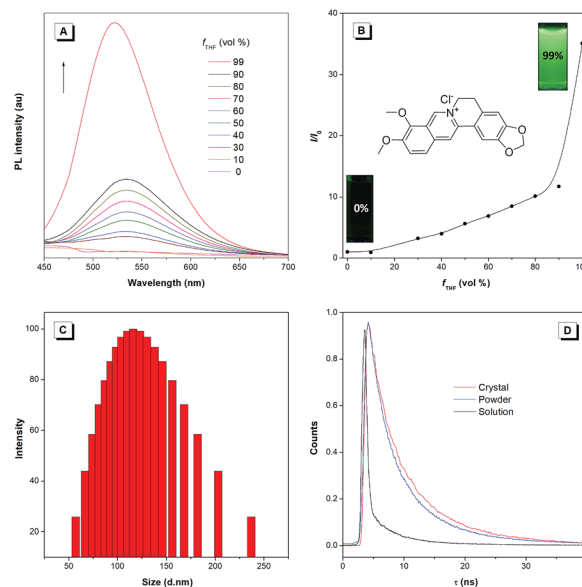 A
f THF (vol %)
99
90
80
70
60
50
40
30
10
0
PL intensity (au)
450 500 550 600 650 700
Wavelength (nm)
B
99%
0%
Cl-
N+
O
O
O
O
I/I0
40
30
20
10
0
0 20 40 60 80 100
f THF (vol %)
C
Intensity
100
80
60
40
20
50 100 150 200 250
Size (d.nm)
D
Crystal
Powder
Solution
Counts
1.0
0.8
0.6
0.4
0.2
0.0
0 10 20 30
τ (ns)